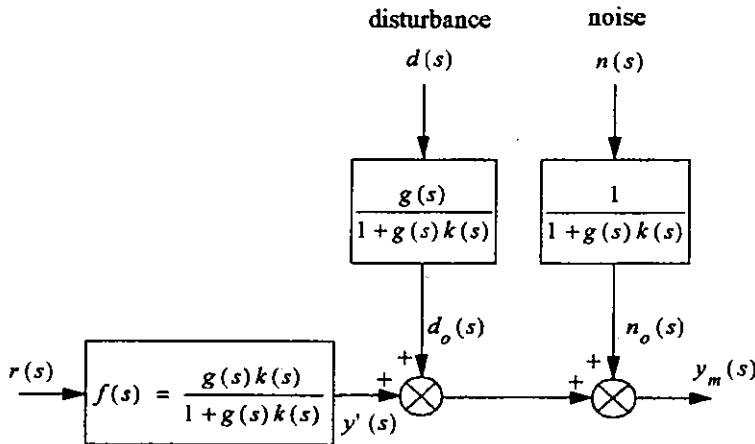 disturbance
noise
d(s)
n(s)
g(s)
1+g(s)k(s)
1
1+g(s)k(s)
d_o(s)
n_o(s)
r(s)
f(s) = g(s)k(s)
1+g(s)k(s)
y'(s)
+
+
+
+
y_m(s)